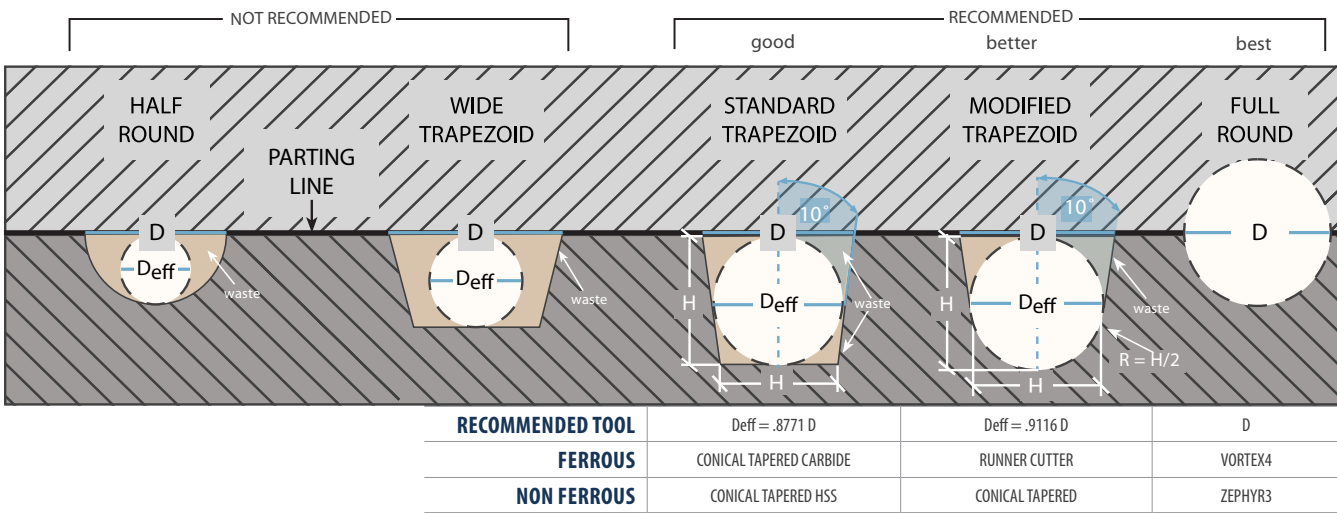 NOT RECOMMENDED
RECOMMENDED
good
better
best
HALF
ROUND
WIDE
TRAPEZOID
STANDARD
TRAPEZOID
MODIFIED
TRAPEZOID
FULL
ROUND
PARTING
LINE
10°
10°
D
D
D
D
D
Deff
Deff
Deff
Deff
waste
waste
waste
waste
H
H
H
H
R = H/2
RECOMMENDED TOOL Deff = .8771 D Deff = .9116 D D
FERROUS CONICAL TAPERED CARBIDE RUNNER CUTTER VORTEX4
NON FERROUS CONICAL TAPERED HSS CONICAL TAPERED ZEPHYR3